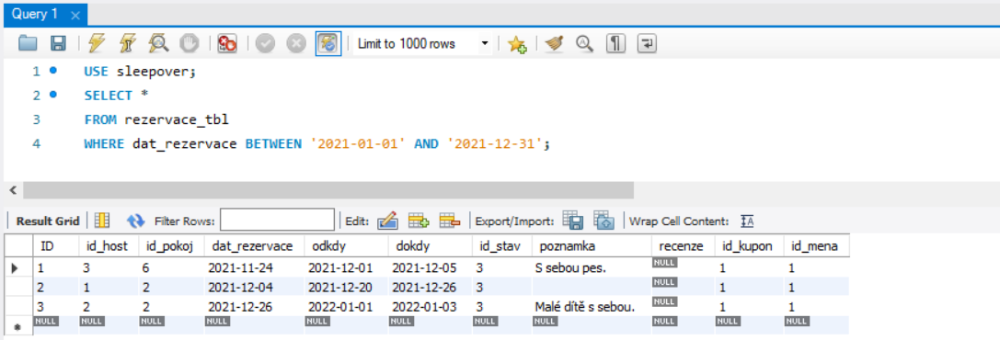 Query 1
Limit to 1000 rows
1 USE sleepover;
2 SELECT *
3 FROM rezervace_tbl
4 WHERE dat_rezervace BETWEEN '2021-01-01' AND '2021-12-31';
Result Grid Filter Rows: Edit: Export/Import: Wrap Cell Content:
ID id_host id_pokoj dat_rezervace odkdy dokdy id_stav poznamka recenze id_kupon id_mena
1 3 6 2021-11-24 2021-12-01 2021-12-05 3 S sebou pes. NULL 1 1
2 1 2 2021-12-04 2021-12-20 2021-12-26 3 NULL 1 1
3 2 2 2021-12-26 2022-01-01 2022-01-03 3 Malé dítě s sebou. NULL 1 1
NULL NULL NULL NULL NULL NULL NULL NULL NULL NULL NULL